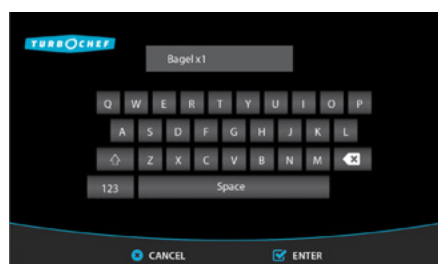 TURBOCHEF
Bagel x1
Q W E R T Y U I O P
A S D F G H J K L
Z X C V B N M
123 Space
CANCEL ENTER